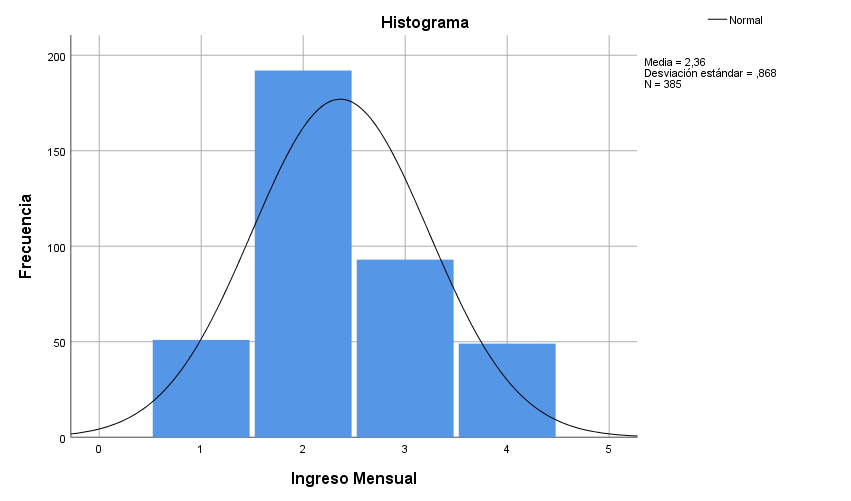 Histograma
Normal
Media = 2,36
Desviación estándar = ,868
N = 385
Frecuencia
200
150
100
50
0
0 1 2 3 4 5
Ingreso Mensual